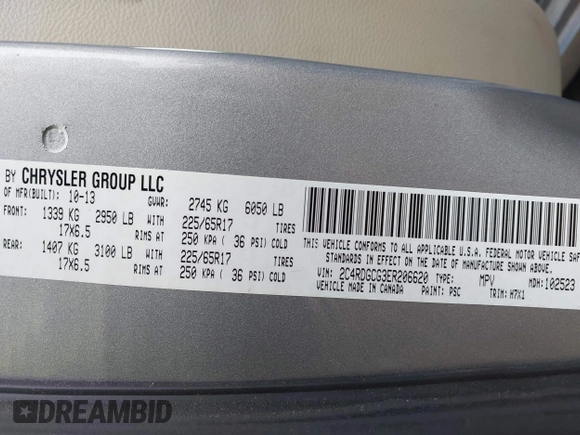 BY CHRYSLER GROUP LLC
OF MFR(BUILT): 10-13 GVWR: 2745 KG 6050 LB
FRONT: 1339 KG 2950 LB WITH 225/65R17 TIRES
17X6.5 RIMS AT 250 KPA ( 36 PSI) COLD
REAR: 1407 KG 3100 LB WITH 225/65R17 TIRES
17X6.5 RIMS AT 250 KPA ( 36 PSI) COLD
THIS VEHICLE CONFORMS TO ALL APPLICABLE U.S.A. FEDERAL MOTOR VEHICLE SAF
STANDARDS IN EFFECT ON THE DATE OF MANUFACTURE SHOWN ABOVE.
VIN: 2C4RDGCG3ER206620 TYPE: MPV MDH:102523
VEHICLE MADE IN CANADA PAINT: PSC TRIM: M7X1
DREAMBID